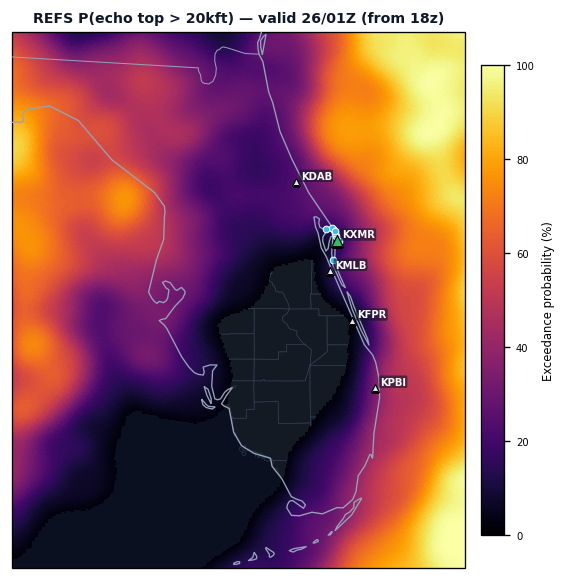 REFS P(echo top > 20kft) — valid 26/01Z (from 18z)
KDAB
KXMR
KMLB
KFPR
KPBI
100
80
60
40
20
0
Exceedance probability (%)